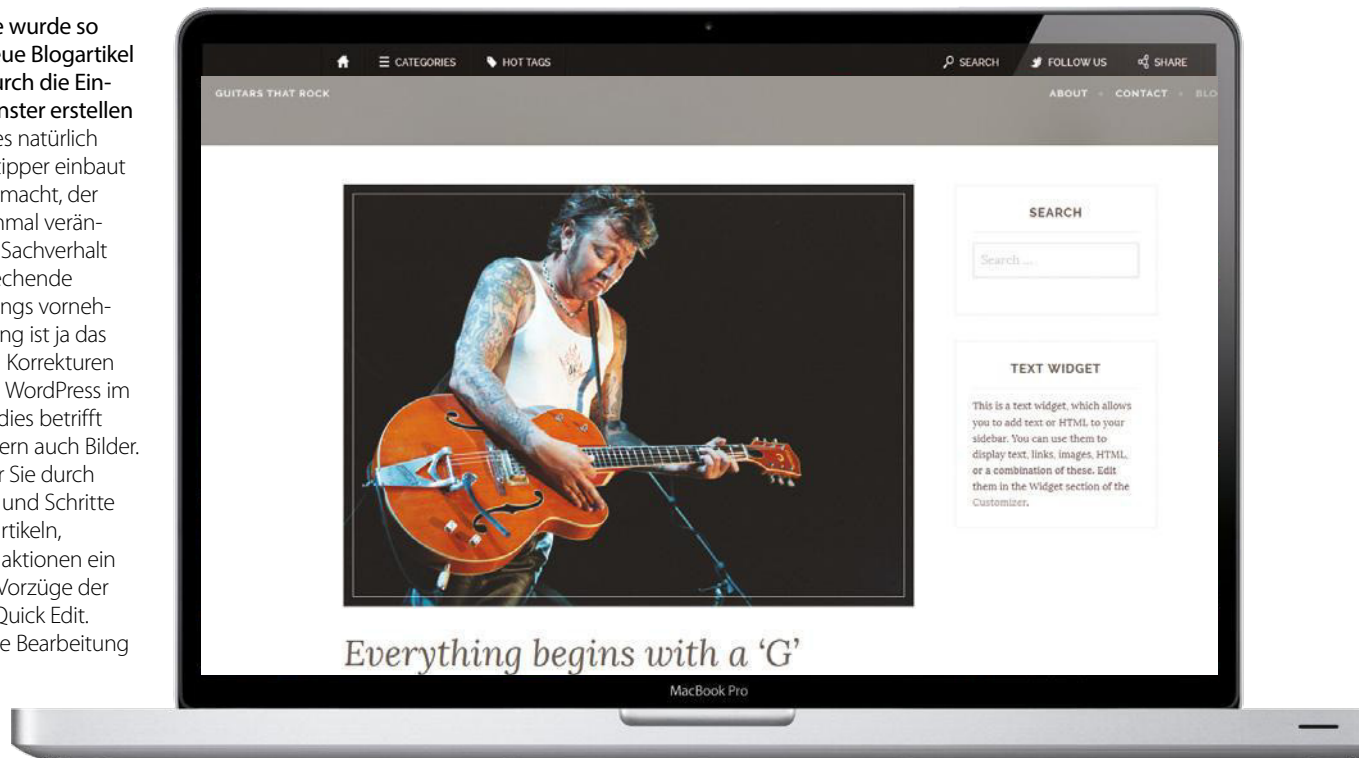 e wurde so
eue Blogartikel
urch die Ein-
nster erstellen
es natürlich
tipper einbaut
macht, der
nmal verän-
Sachverhalt
echende
ngs vorneh-
ng ist ja das
Korrekturen
WordPress im
dies betrifft
ern auch Bilder.
r Sie durch
und Schritte
rtikeln,
aktionen ein
Vorzüge der
Quick Edit.
e Bearbeitung
CATEGORIES HOT TAGS SEARCH FOLLOW US SHARE
GUITARS THAT ROCK ABOUT CONTACT BLO
SEARCH
Search ...
TEXT WIDGET
This is a text widget, which allows
you to add text or HTML to your
sidebar. You can use them to
display text, links, images, HTML,
or a combination of these. Edit
them in the Widget section of the
Customizer.
Everything begins with a ‘G’
MacBook Pro